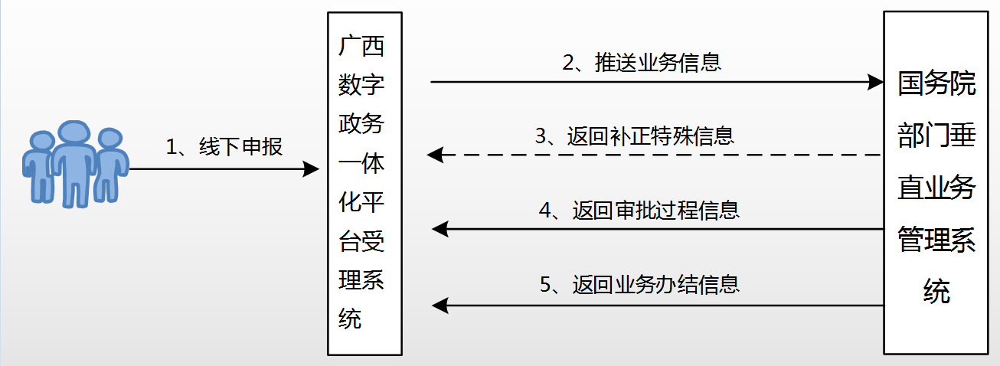 1、线下申报
广西
数字
政务
一体
化平
台受
理系
统
2、推送业务信息
3、返回补正特殊信息
4、返回审批过程信息
5、返回业务办结信息
国务院
部门垂
直业务
管理系
统